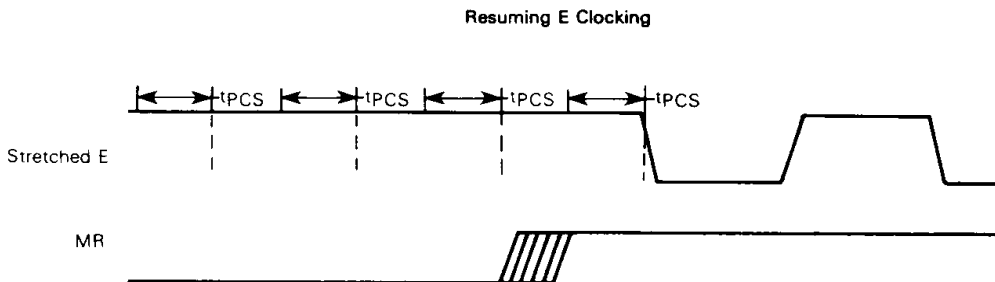 Resuming E Clocking
tPCS tPCS tPCS tPCS
Stretched E
MR